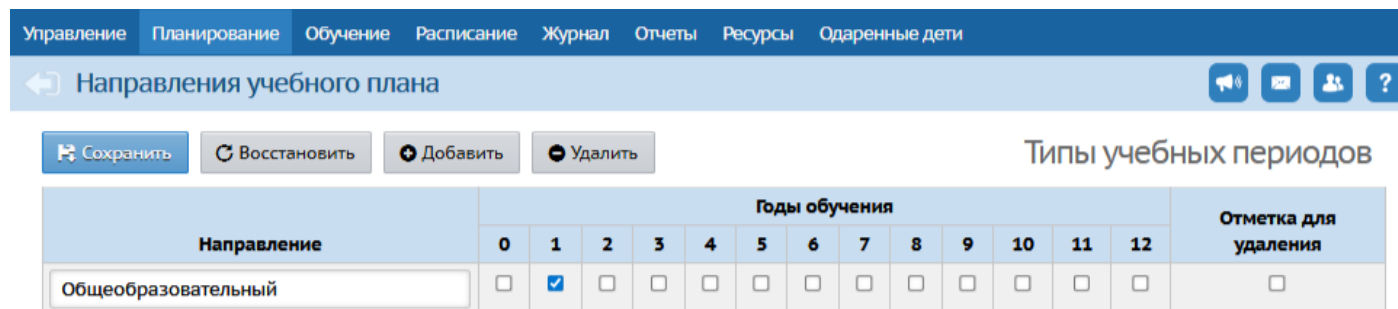 Управление Планирование Обучение Расписание Журнал Отчеты Ресурсы Одаренные дети
Направления учебного плана
?
Сохранить Восстановить Добавить Удалить Типы учебных периодов
Направление Годы обучения Отметка для удаления
0 1 2 3 4 5 6 7 8 9 10 11 12
Общеобразовательный